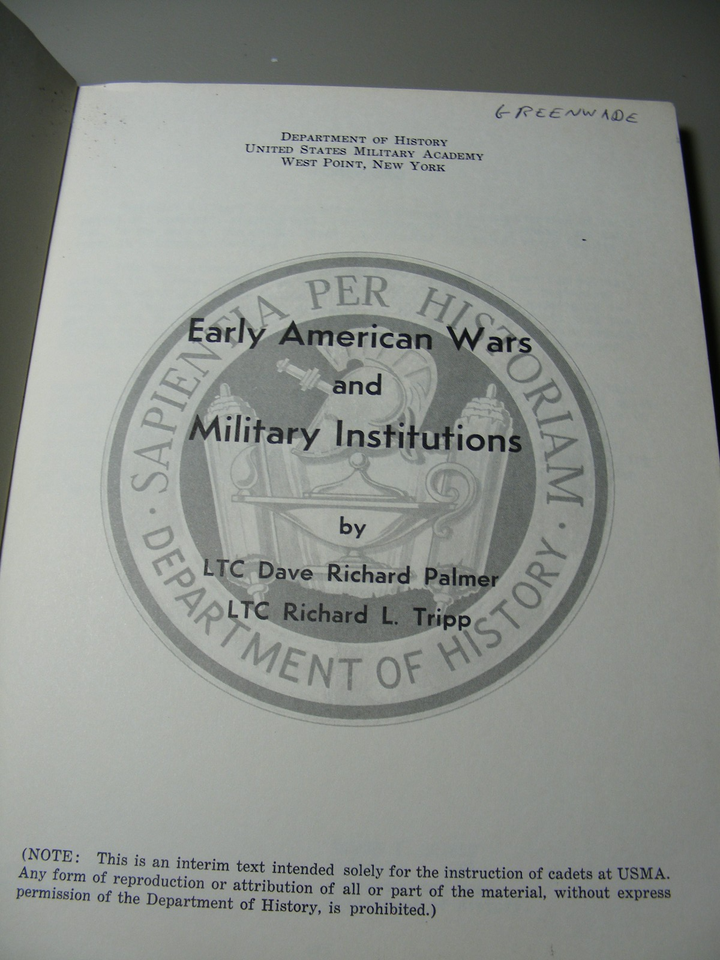 GREENWADE
DEPARTMENT OF HISTORY
UNITED STATES MILITARY ACADEMY
WEST POINT, NEW YORK
SAPIENTIA PER HISTORIAM
Early American Wars
and
Military Institutions
by
LTC Dave Richard Palmer
LTC Richard L. Tripp
· DEPARTMENT OF HISTORY ·
(NOTE: This is an interim text intended solely for the instruction of cadets at USMA.
Any form of reproduction or attribution of all or part of the material, without express
permission of the Department of History, is prohibited.)